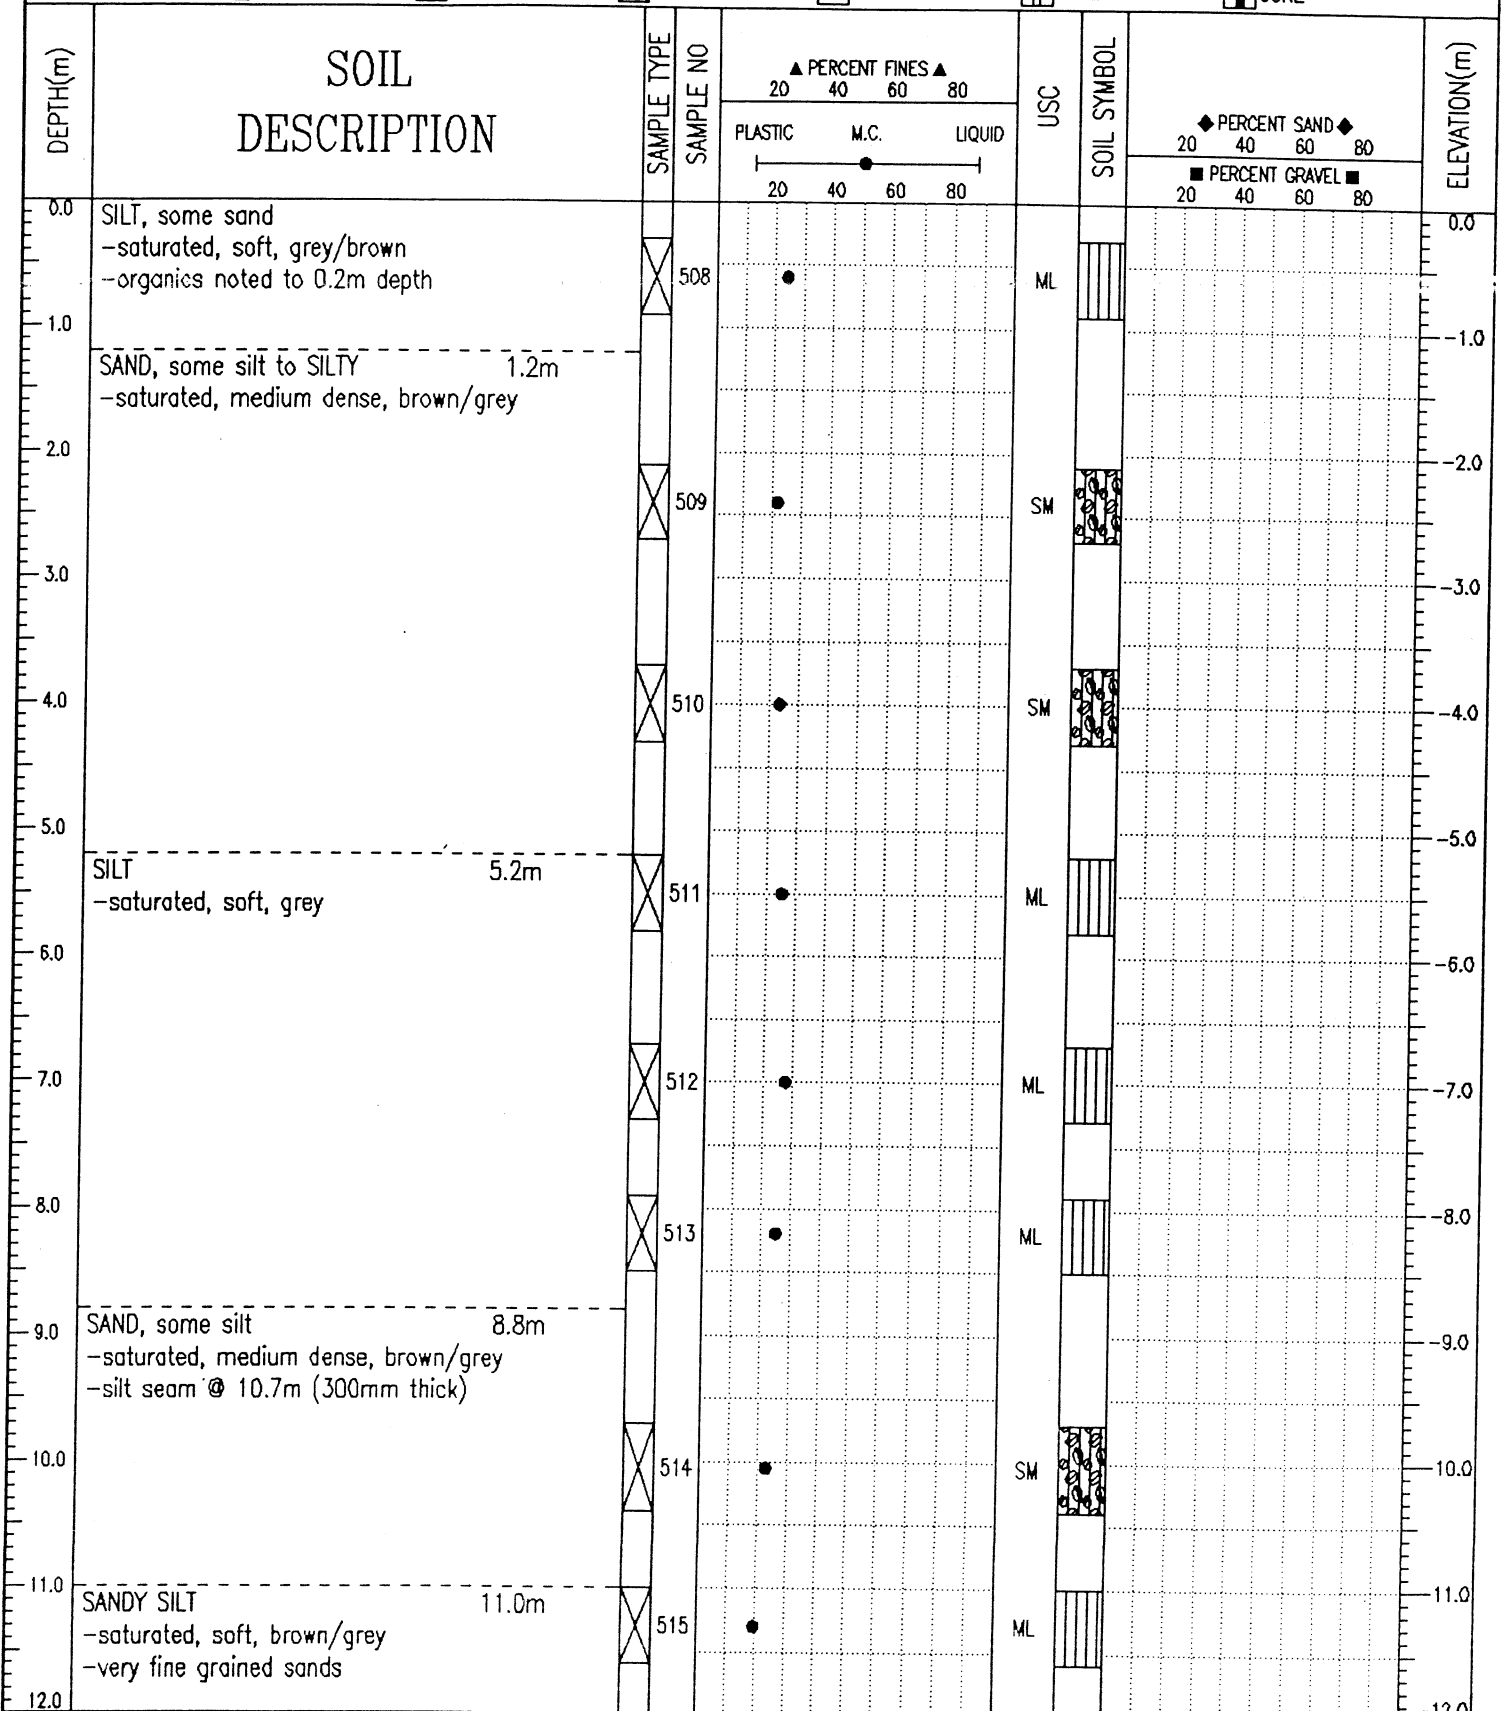 DEPTH(m)
SOIL
DESCRIPTION
SAMPLE TYPE
SAMPLE NO
▲ PERCENT FINES ▲
20 40 60 80
PLASTIC M.C. LIQUID
20 40 60 80
USC
SOIL SYMBOL
◆ PERCENT SAND ◆
20 40 60 80
■ PERCENT GRAVEL ■
20 40 60 80
ELEVATION(m)
0.0
SILT, some sand
0.0
-saturated, soft, grey/brown
-organics noted to 0.2m depth
508
ML
1.0
-1.0
SAND, some silt to SILTY 1.2m
-saturated, medium dense, brown/grey
2.0
-2.0
509
SM
3.0
-3.0
4.0
510
SM
-4.0
5.0
-5.0
SILT 5.2m
511
ML
-saturated, soft, grey
6.0
-6.0
7.0
512
ML
-7.0
8.0
-8.0
513
ML
9.0
SAND, some silt 8.8m
-9.0
-saturated, medium dense, brown/grey
-silt seam @ 10.7m (300mm thick)
10.0
514
SM
-10.0
11.0
-11.0
SANDY SILT 11.0m
515
ML
-saturated, soft, brown/grey
-very fine grained sands
12.0